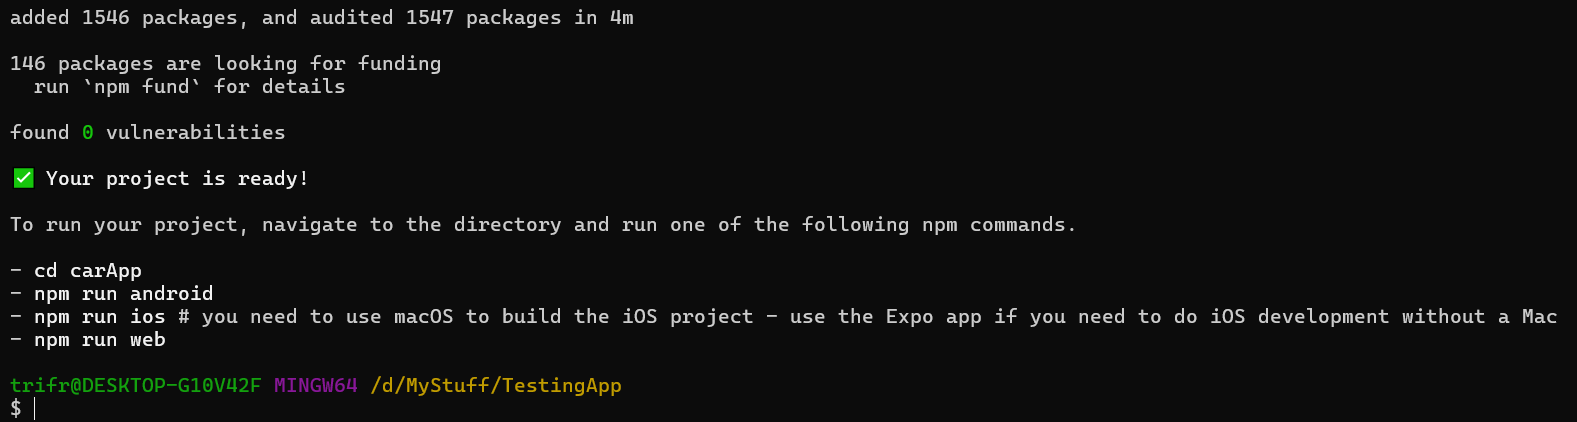 added 1546 packages, and audited 1547 packages in 4m
146 packages are looking for funding
  run `npm fund` for details
found 0 vulnerabilities
✅ Your project is ready!
To run your project, navigate to the directory and run one of the following npm commands.
- cd carApp
- npm run android
- npm run ios # you need to use macOS to build the iOS project - use the Expo app if you need to do iOS development without a Mac
- npm run web
trifr@DESKTOP-G10V42F MINGW64 /d/MyStuff/TestingApp
$